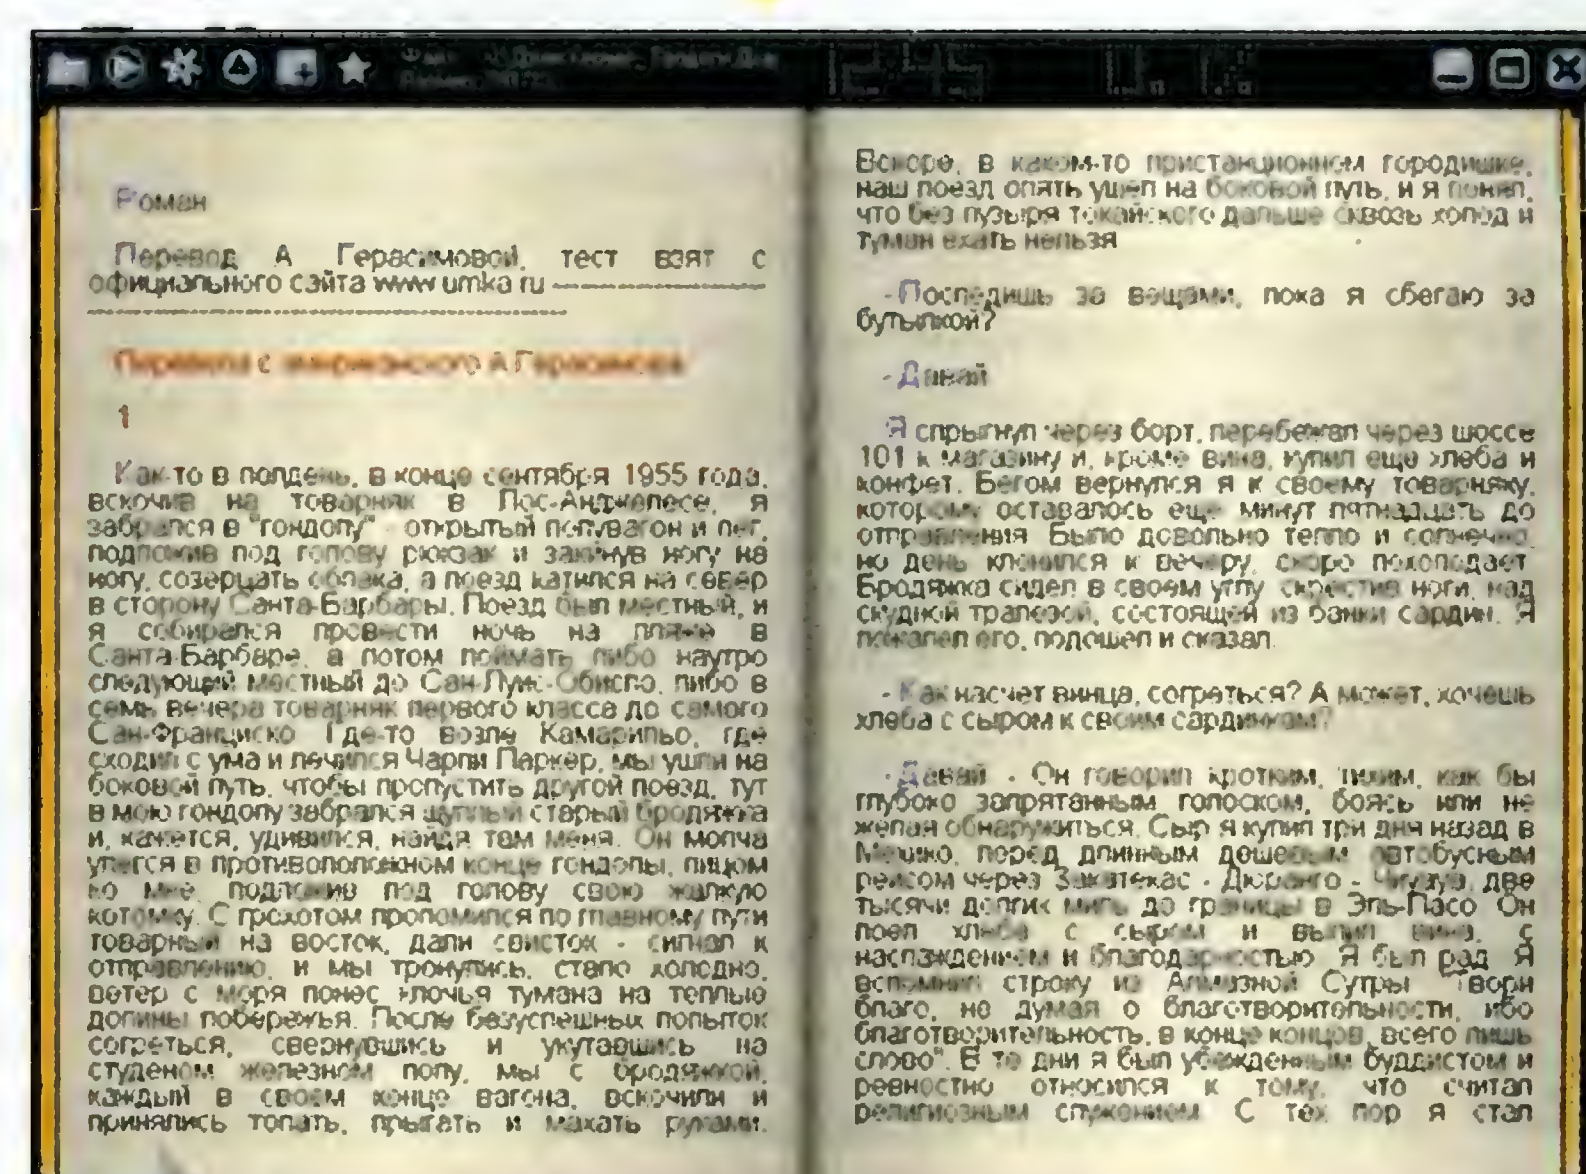 Роман
Перевод А Герасимовой, тест взят с
официального сайта www umka ru --------------------
------------------------------------------
Перевела с американского А Герасимова
1
Как-то в полдень, в конце сентября 1955 года,
вскочив на товарняк в Лос-Анджелесе, я
забрался в "гондолу" - открытый полувагон и лег,
подложив под голову рюкзак и закинув ногу на
ногу, созерцать облака, а поезд катился на север
в сторону Санта-Барбары. Поезд был местный, и
я собирался провести ночь на пляже в
Санта-Барбаре, а потом поймать либо наутро
следующий местный до Сан-Луис-Обиспо, либо в
семь вечера товарняк первого класса до самого
Сан-Франциско Где-то возле Камарильо, где
сходил с ума и лечился Чарли Паркер, мы ушли на
боковой путь, чтобы пропустить другой поезд, тут
в мою гондолу забрался щуплый старый бродяжка
и, кажется, удивился, найдя там меня. Он молча
улегся в противоположном конце гондолы, лицом
ко мне, подложив под голову свою жалкую
котомку. С грохотом проломился по главному пути
товарный на восток, дали свисток - сигнал к
отправлению, и мы тронулись, стало холодно,
ветер с моря понес клочья тумана на теплые
долины побережья. После безуспешных попыток
согреться, свернувшись и укутавшись на
студеном железном полу, мы с бродяжкой,
каждый в своем конце вагона, вскочили и
принялись топать, прыгать и махать руками.
Вскоре, в каком-то пристанционном городишке,
наш поезд опять ушел на боковой путь, и я понял,
что без пузыря токайского дальше сквозь холод и
туман ехать нельзя
- Последишь за вещами, пока я сбегаю за
бутылкой?
- Давай
Я спрыгнул через борт, перебежал через шоссе
101 к магазину и, кроме вина, купил еще хлеба и
конфет. Бегом вернулся я к своему товарняку,
которому оставалось еще минут пятнадцать до
отправления Было довольно тепло и солнечно,
но день клонился к вечеру, скоро похолодает.
Бродяжка сидел в своем углу скрестив ноги, над
скудной трапезой, состоящей из банки сардин. Я
пожалел его, подошел и сказал.
- Как насчет винца, согреться? А может, хочешь
хлеба с сыром к своим сардинкам?
- Давай - Он говорил кротким, тихим, как бы
глубоко запрятанным голоском, боясь или не
желая обнаружиться. Сыр я купил три дня назад в
Мехико, перед длинным дешевым автобусным
рейсом через Закатекас - Дюранго - Чигуауа, две
тысячи долгих миль до границы в Эль-Пасо Он
поел хлеба с сыром и выпил вина, с
наслаждением и благодарностью Я был рад Я
вспомнил строку из Алмазной Сутры "Твори
благо, не думая о благотворительности, ибо
благотворительность, в конце концов, всего лишь
слово". В те дни я был убежденным буддистом и
ревностно относился к тому, что считал
религиозным служением С тех пор я стал